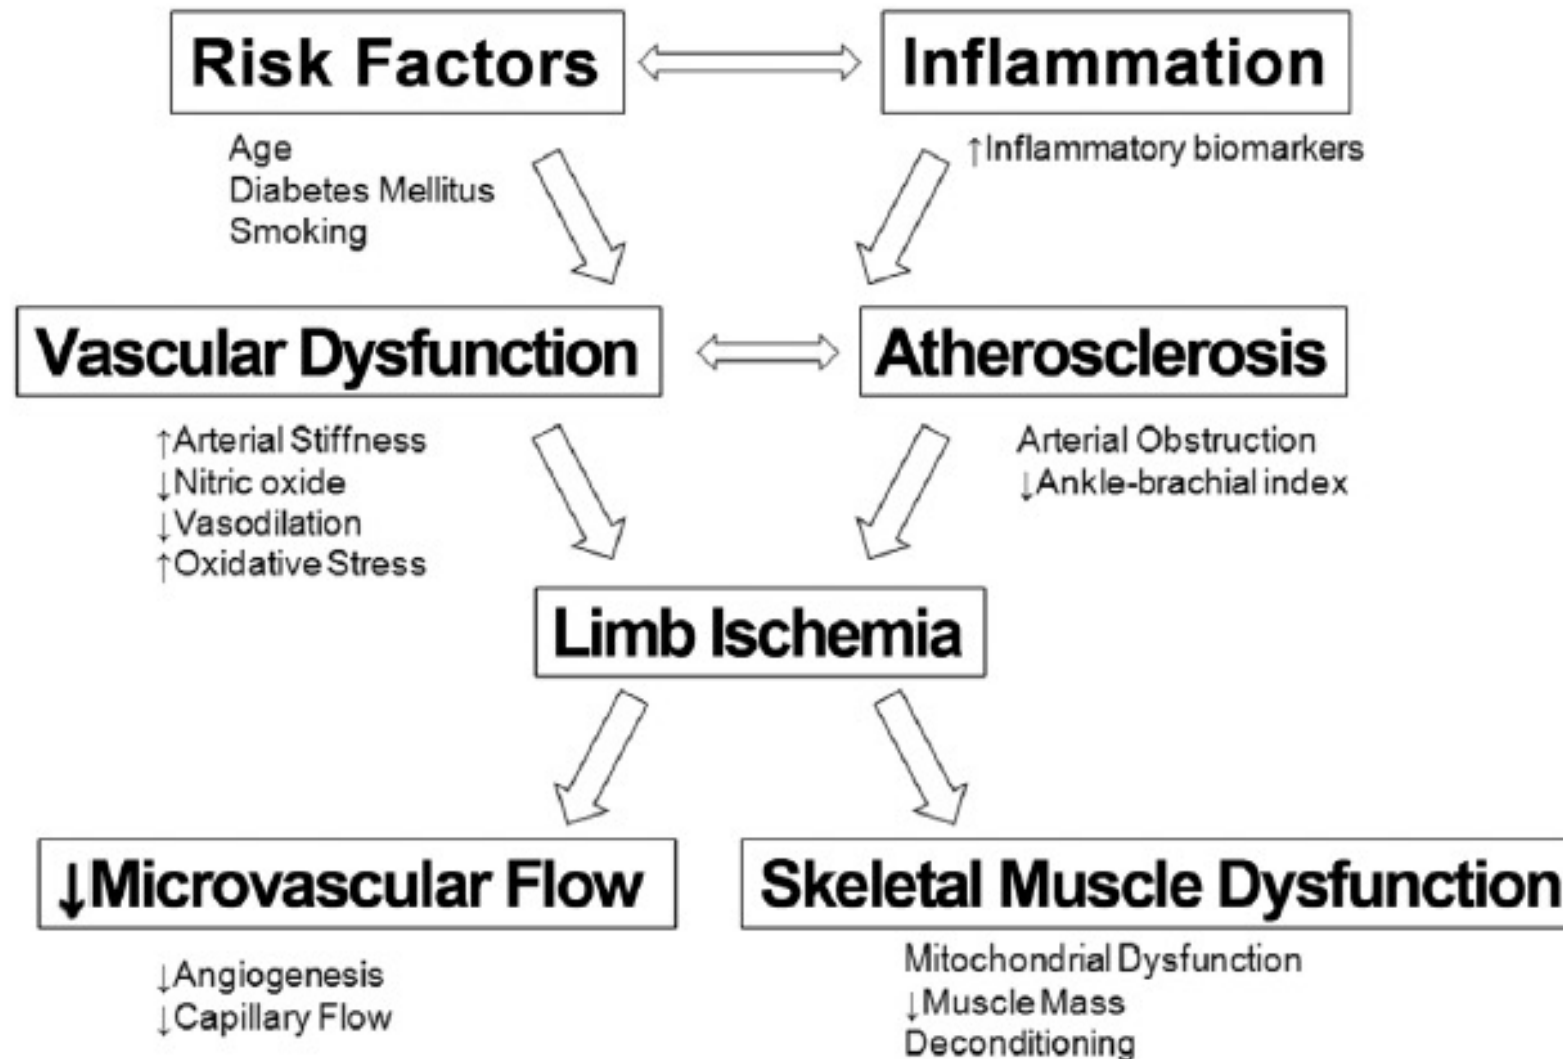 Risk Factors
Inflammation
Age
Diabetes Mellitus
Smoking
↑Inflammatory biomarkers
Vascular Dysfunction
Atherosclerosis
↑Arterial Stiffness
↓Nitric oxide
↓Vasodilation
↑Oxidative Stress
Arterial Obstruction
↓Ankle-brachial index
Limb Ischemia
↓Microvascular Flow
Skeletal Muscle Dysfunction
↓Angiogenesis
↓Capillary Flow
Mitochondrial Dysfunction
↓Muscle Mass
Deconditioning